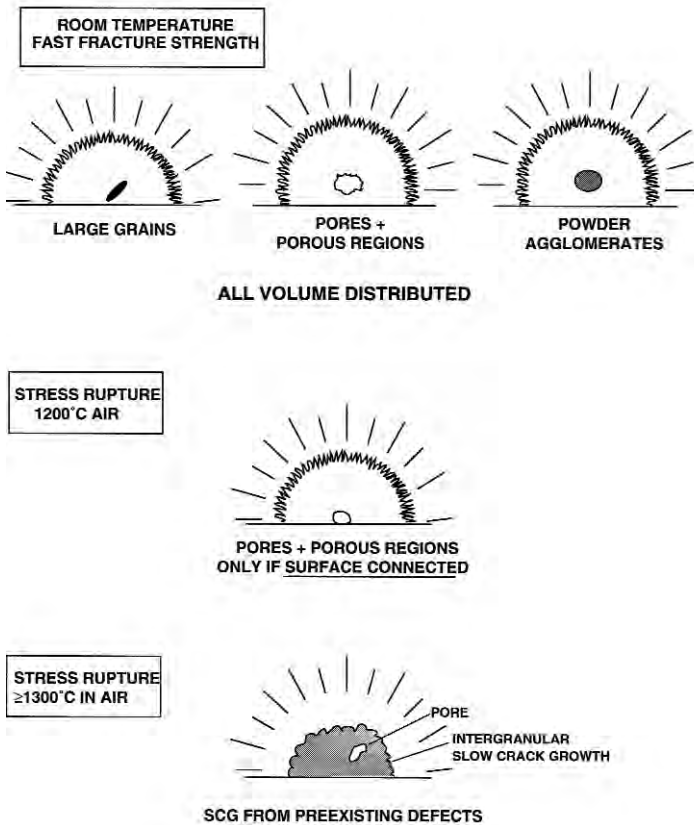 ROOM TEMPERATURE
FAST FRACTURE STRENGTH
LARGE GRAINS
PORES +
POROUS REGIONS
POWDER
AGGLOMERATES
ALL VOLUME DISTRIBUTED
STRESS RUPTURE
1200°C AIR
PORES + POROUS REGIONS
ONLY IF SURFACE CONNECTED
STRESS RUPTURE
≥1300°C IN AIR
PORE
INTERGRANULAR
SLOW CRACK GROWTH
SCG FROM PREEXISTING DEFECTS